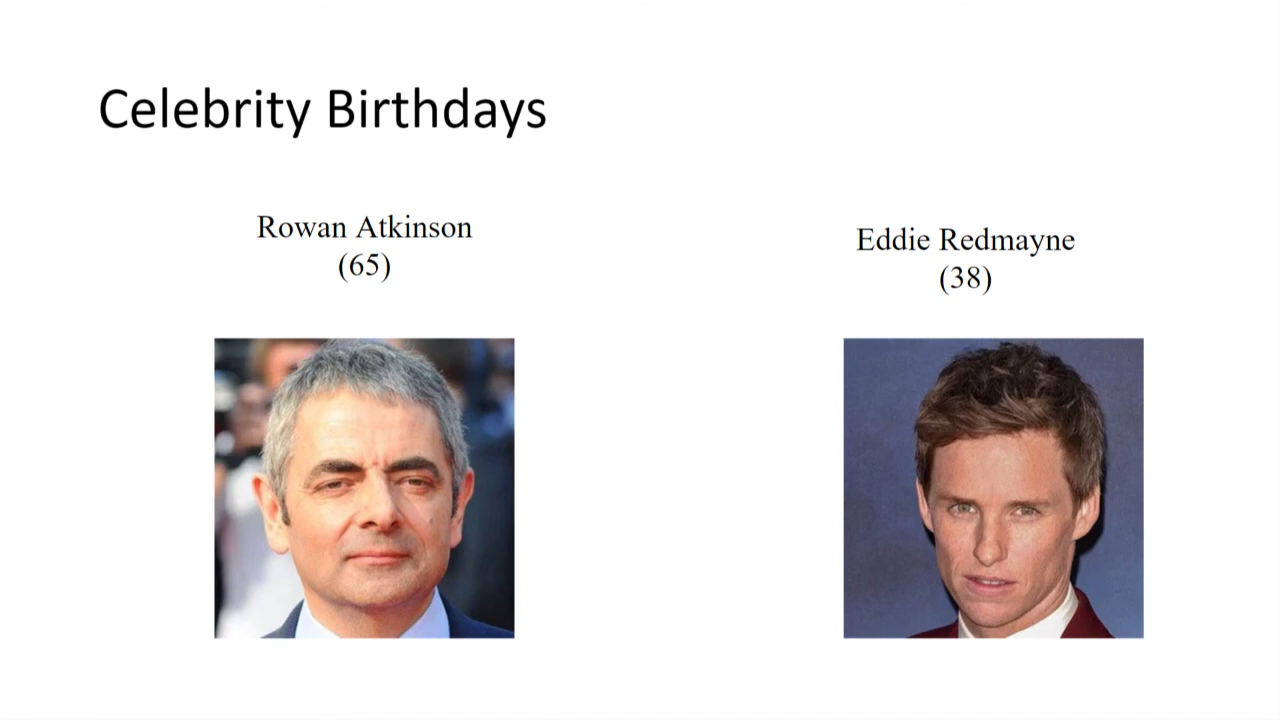 Celebrity Birthdays
Rowan Atkinson
(65)
Eddie Redmayne
(38)